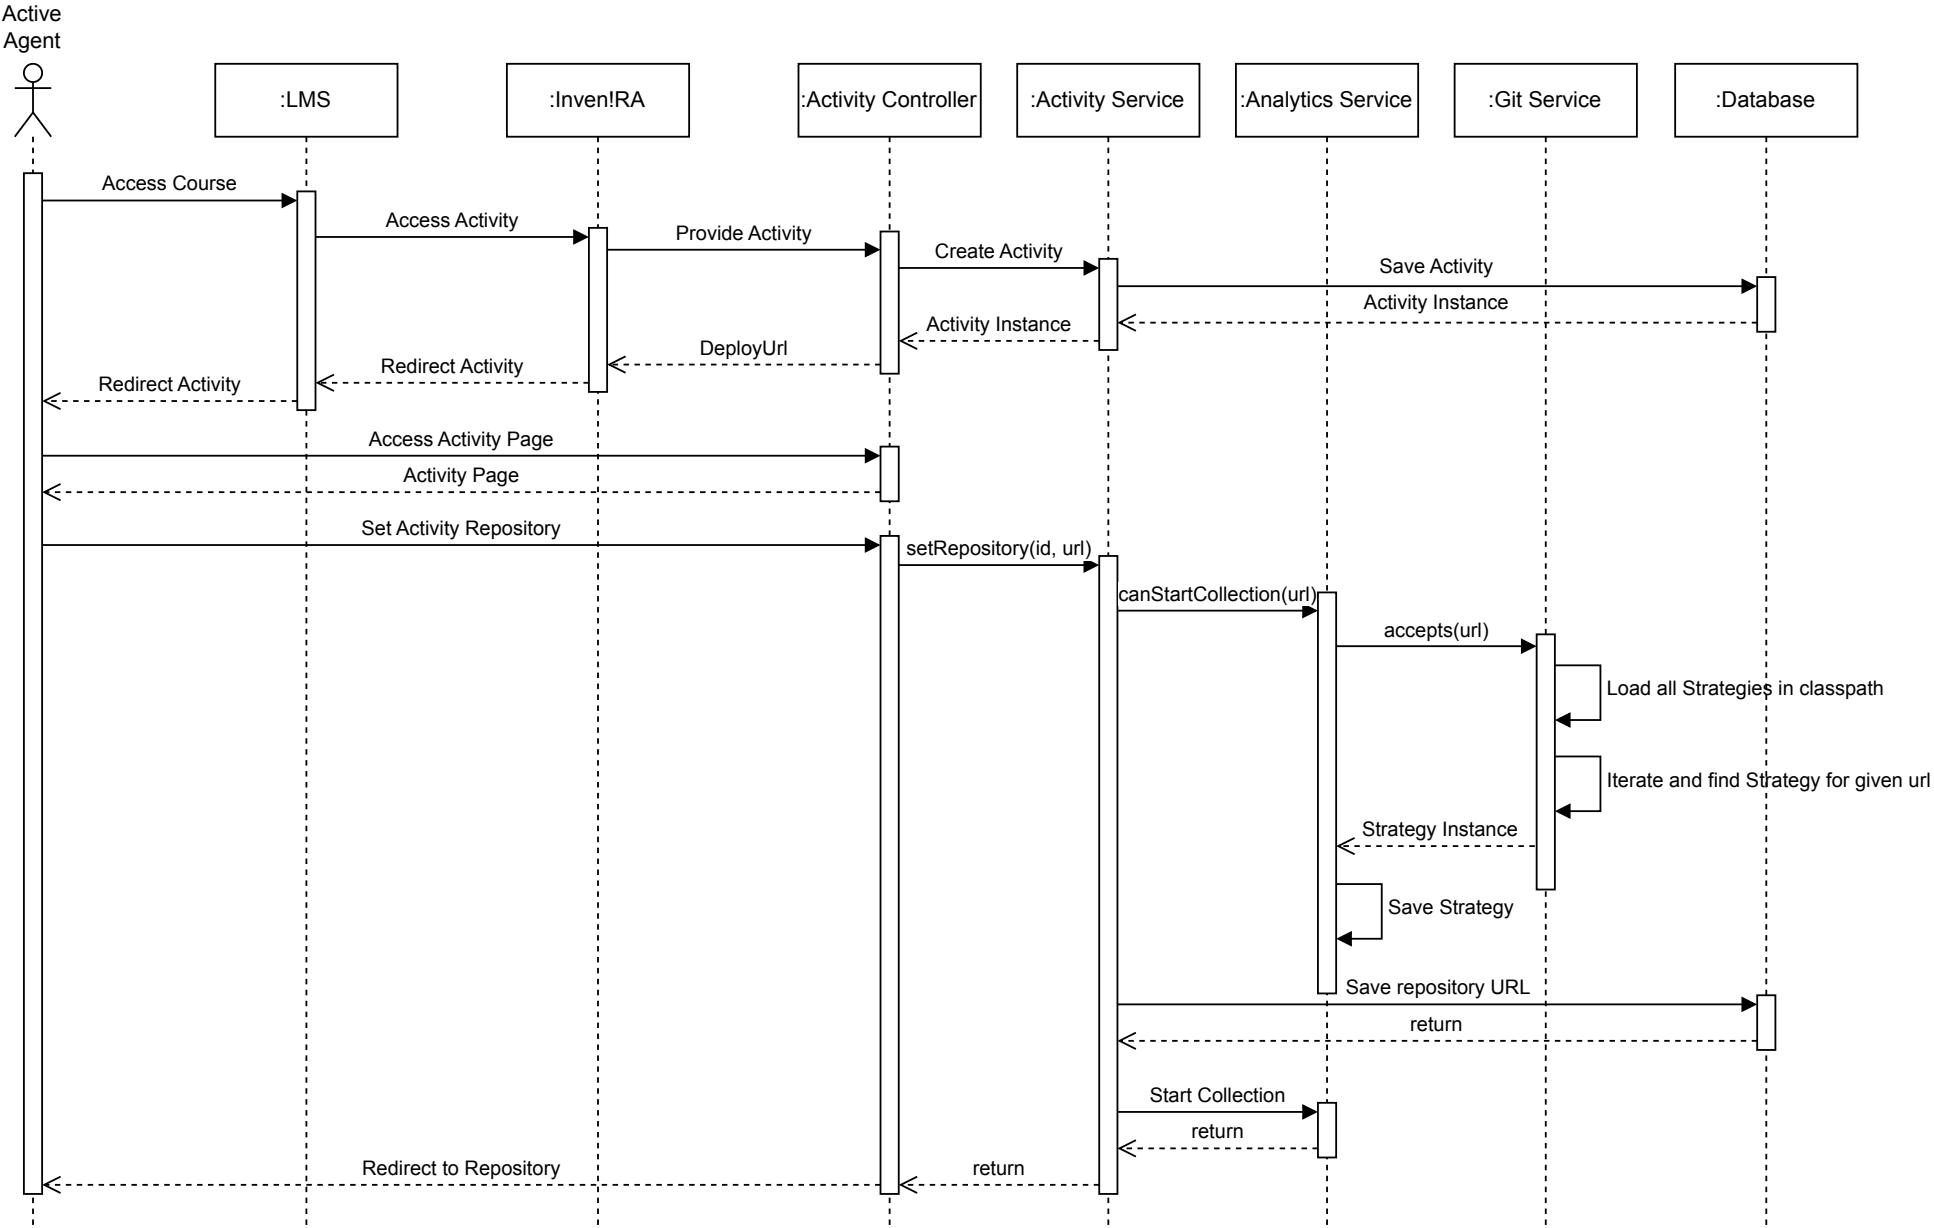 Active
Agent
:LMS
:Inven!RA
:Activity Controller
:Activity Service
:Analytics Service
:Git Service
:Database
Access Course
Access Activity
Provide Activity
Create Activity
Save Activity
Activity Instance
Activity Instance
DeployUrl
Redirect Activity
Redirect Activity
Access Activity Page
Activity Page
Set Activity Repository
setRepository(id, url)
canStartCollection(url)
accepts(url)
Load all Strategies in classpath
Iterate and find Strategy for given url
Strategy Instance
Save Strategy
Save repository URL
return
Start Collection
return
Redirect to Repository
return